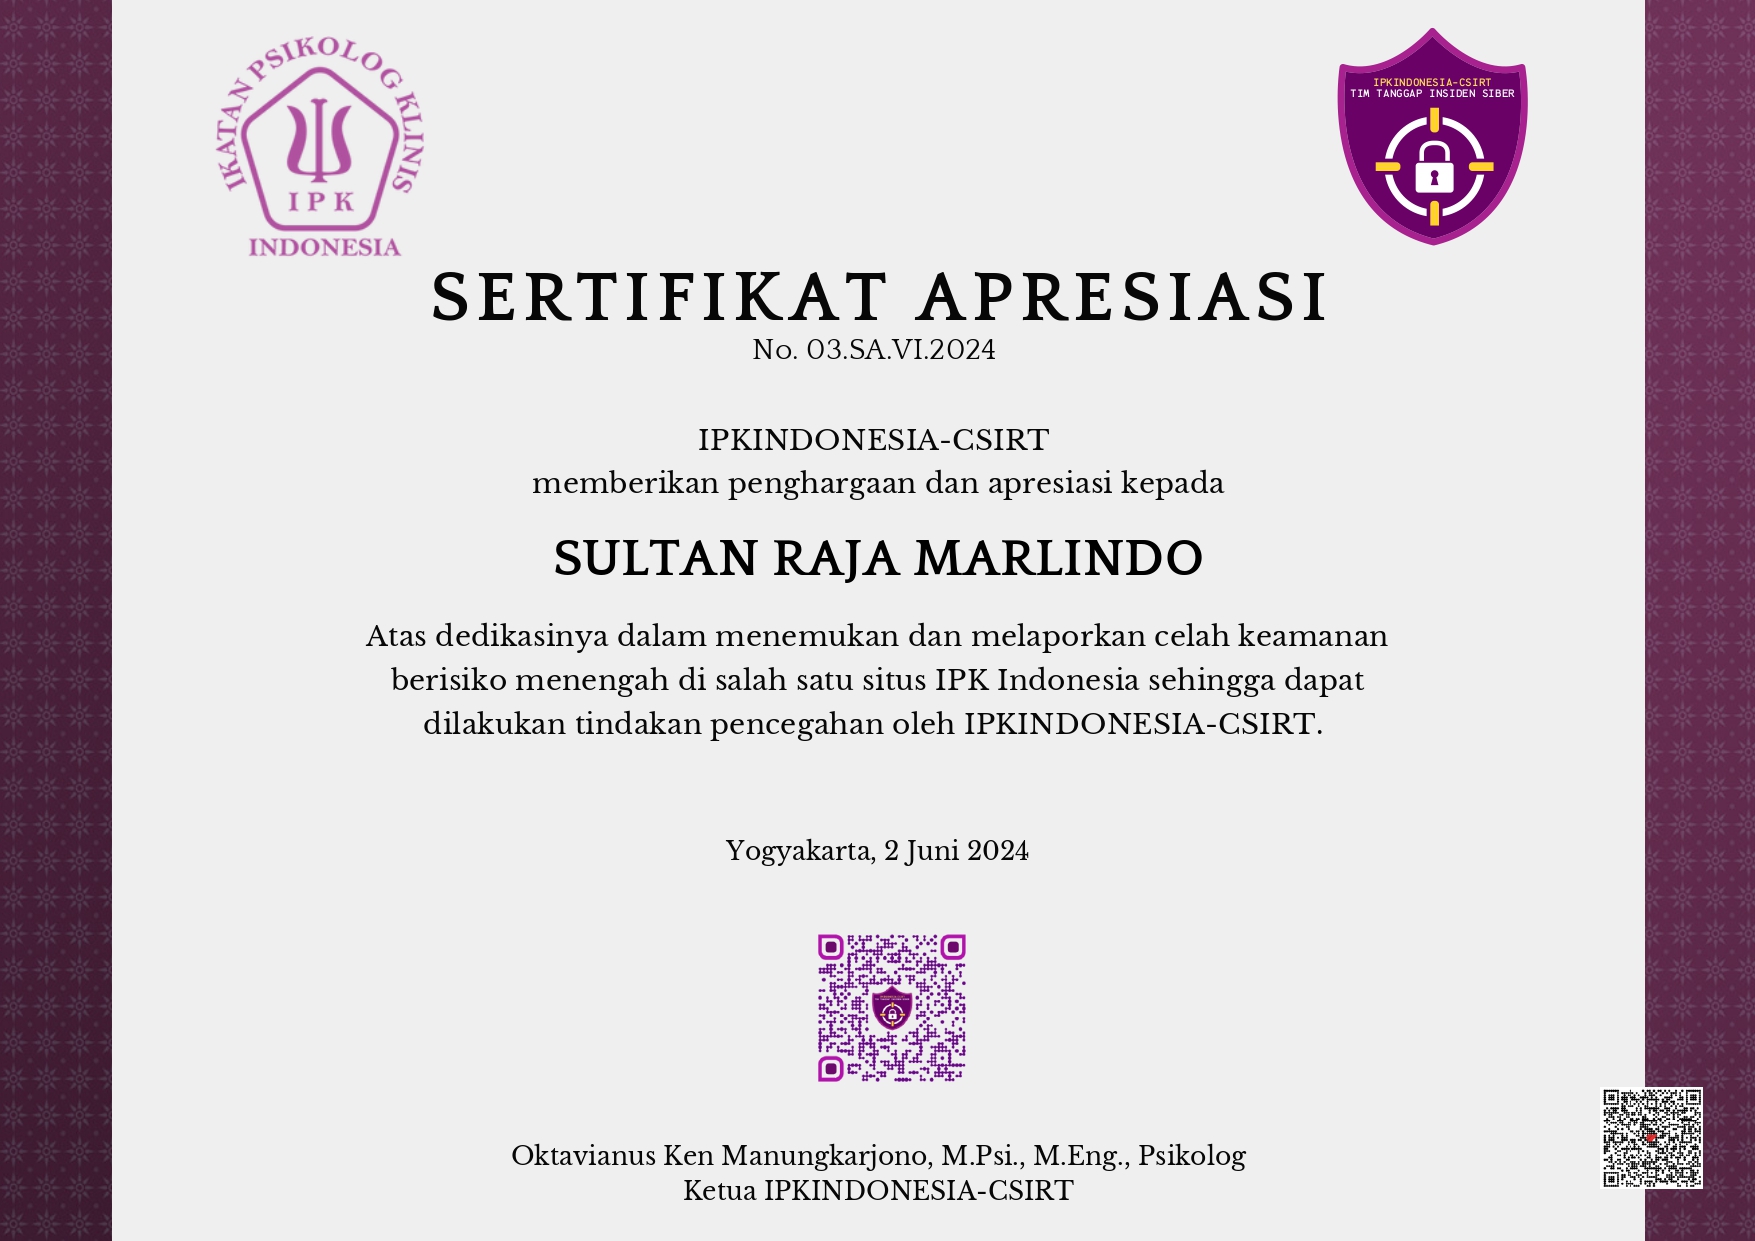 IKATAN PSIKOLOG KLINIS
IPK
INDONESIA
IPKINDONESIA-CSIRT
TIM TANGGAP INSIDEN SIBER
SERTIFIKAT APRESIASI
No. 03.SA.VI.2024
IPKINDONESIA-CSIRT
memberikan penghargaan dan apresiasi kepada
SULTAN RAJA MARLINDO
Atas dedikasinya dalam menemukan dan melaporkan celah keamanan
berisiko menengah di salah satu situs IPK Indonesia sehingga dapat
dilakukan tindakan pencegahan oleh IPKINDONESIA-CSIRT.
Yogyakarta, 2 Juni 2024
Oktavianus Ken Manungkarjono, M.Psi., M.Eng., Psikolog
Ketua IPKINDONESIA-CSIRT